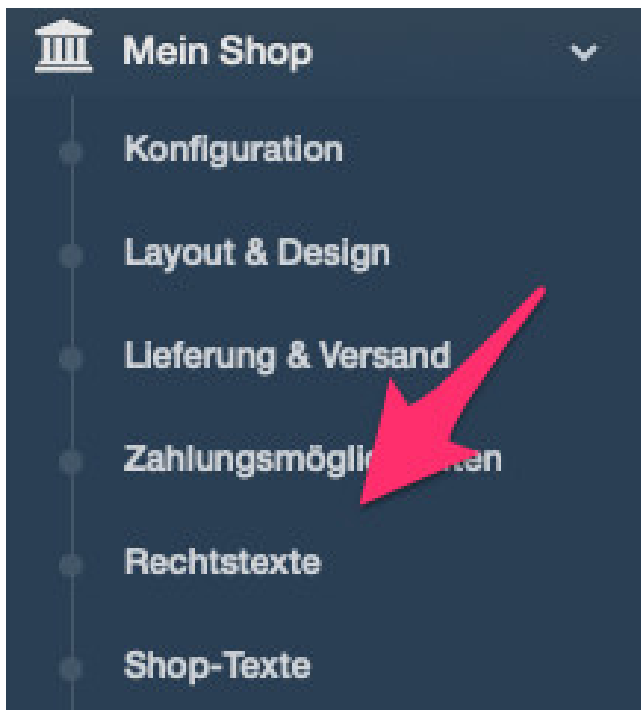 Mein Shop
Konfiguration
Layout & Design
Lieferung & Versand
Rechtstexte
Shop-Texte